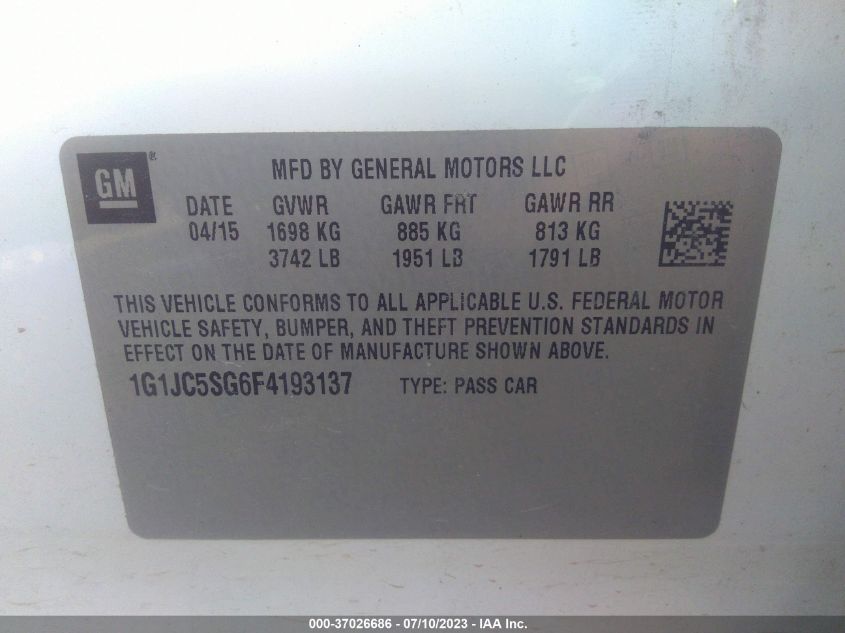 GM®
MFD BY GENERAL MOTORS LLC
DATE GVWR GAWR FRT GAWR RR
04/15 1698 KG 885 KG 813 KG
3742 LB 1951 LB 1791 LB
THIS VEHICLE CONFORMS TO ALL APPLICABLE U.S. FEDERAL MOTOR
VEHICLE SAFETY, BUMPER, AND THEFT PREVENTION STANDARDS IN
EFFECT ON THE DATE OF MANUFACTURE SHOWN ABOVE.
1G1JC5SG6F4193137 TYPE: PASS CAR
000-37026686 - 07/10/2023 - IAA Inc.